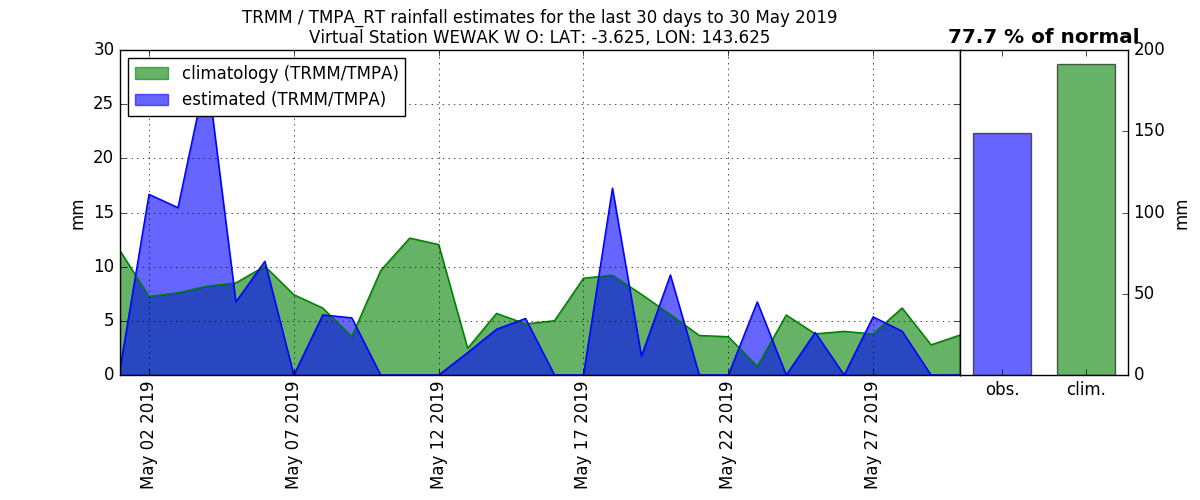 TRMM / TMPA_RT rainfall estimates for the last 30 days to 30 May 2019
Virtual Station WEWAK W O: LAT: -3.625, LON: 143.625
77.7 % of normal
climatology (TRMM/TMPA)
estimated (TRMM/TMPA)
30
25
20
15
10
5
0
mm
May 02 2019
May 07 2019
May 12 2019
May 17 2019
May 22 2019
May 27 2019
obs.
clim.
200
150
100
50
0
mm